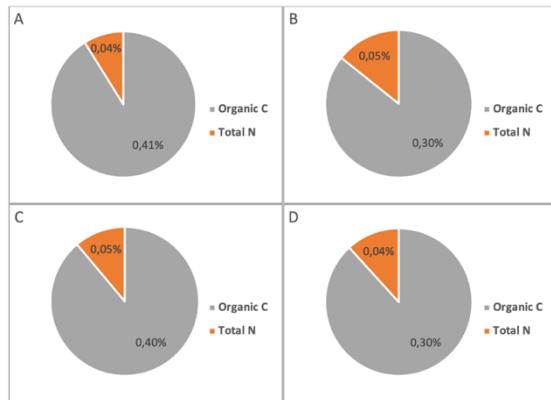 A
0,04%
0,41%
Organic C
Total N
B
0,05%
0,30%
Organic C
Total N
C
0,05%
0,40%
Organic C
Total N
D
0,04%
0,30%
Organic C
Total N